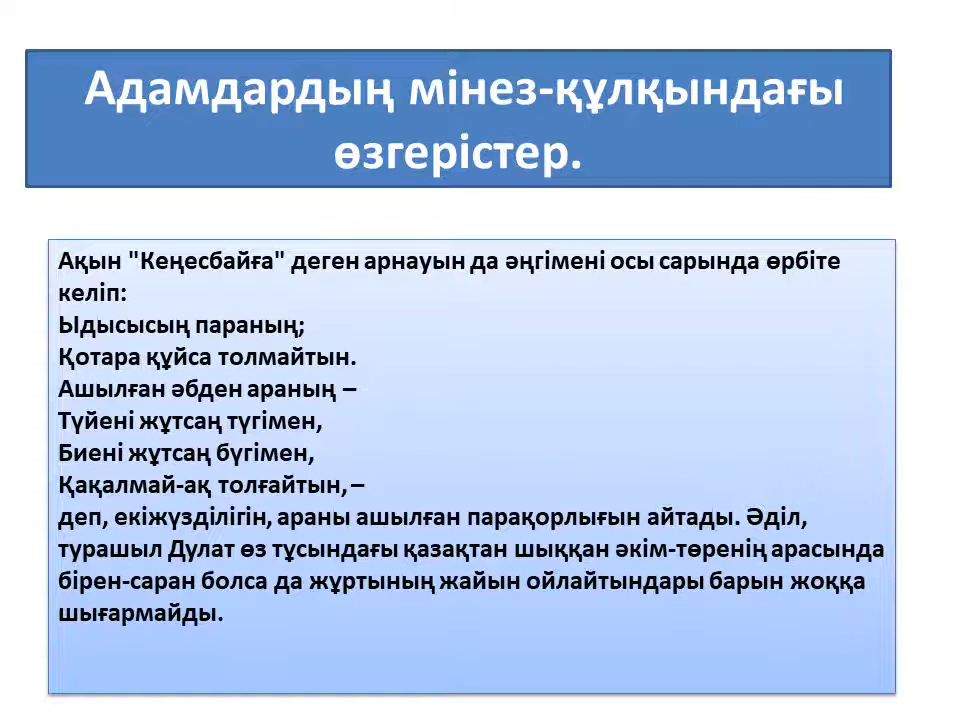 Адамдардың мінез-құлқындағы
өзгерістер.
Ақын "Кеңесбайға" деген арнауын да әңгімені осы сарында өрбіте
келіп:
Ыдысысың параның;
Қотара құйса толмайтын.
Ашылған әбден араның –
Түйені жұтсаң түгімен,
Биені жұтсаң бүгімен,
Қақалмай-ақ толғайтын, –
деп, екіжүзділігін, араны ашылған парақорлығын айтады. Әділ,
турашыл Дулат өз тұсындағы қазақтан шыққан әкім-төренің арасында
бірен-саран болса да жұртының жайын ойлайтындары барын жоққа
шығармайды.